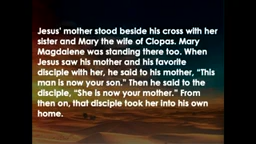 Jesus' mother stood beside his cross with her
sister and Mary the wife of Clopas. Mary
Magdalene was standing there too. When
Jesus saw his mother and his favorite
disciple with her, he said to his mother, “This
man is now your son.” Then he said to the
disciple, “She is now your mother.” From
then on, that disciple took her into his own
home.